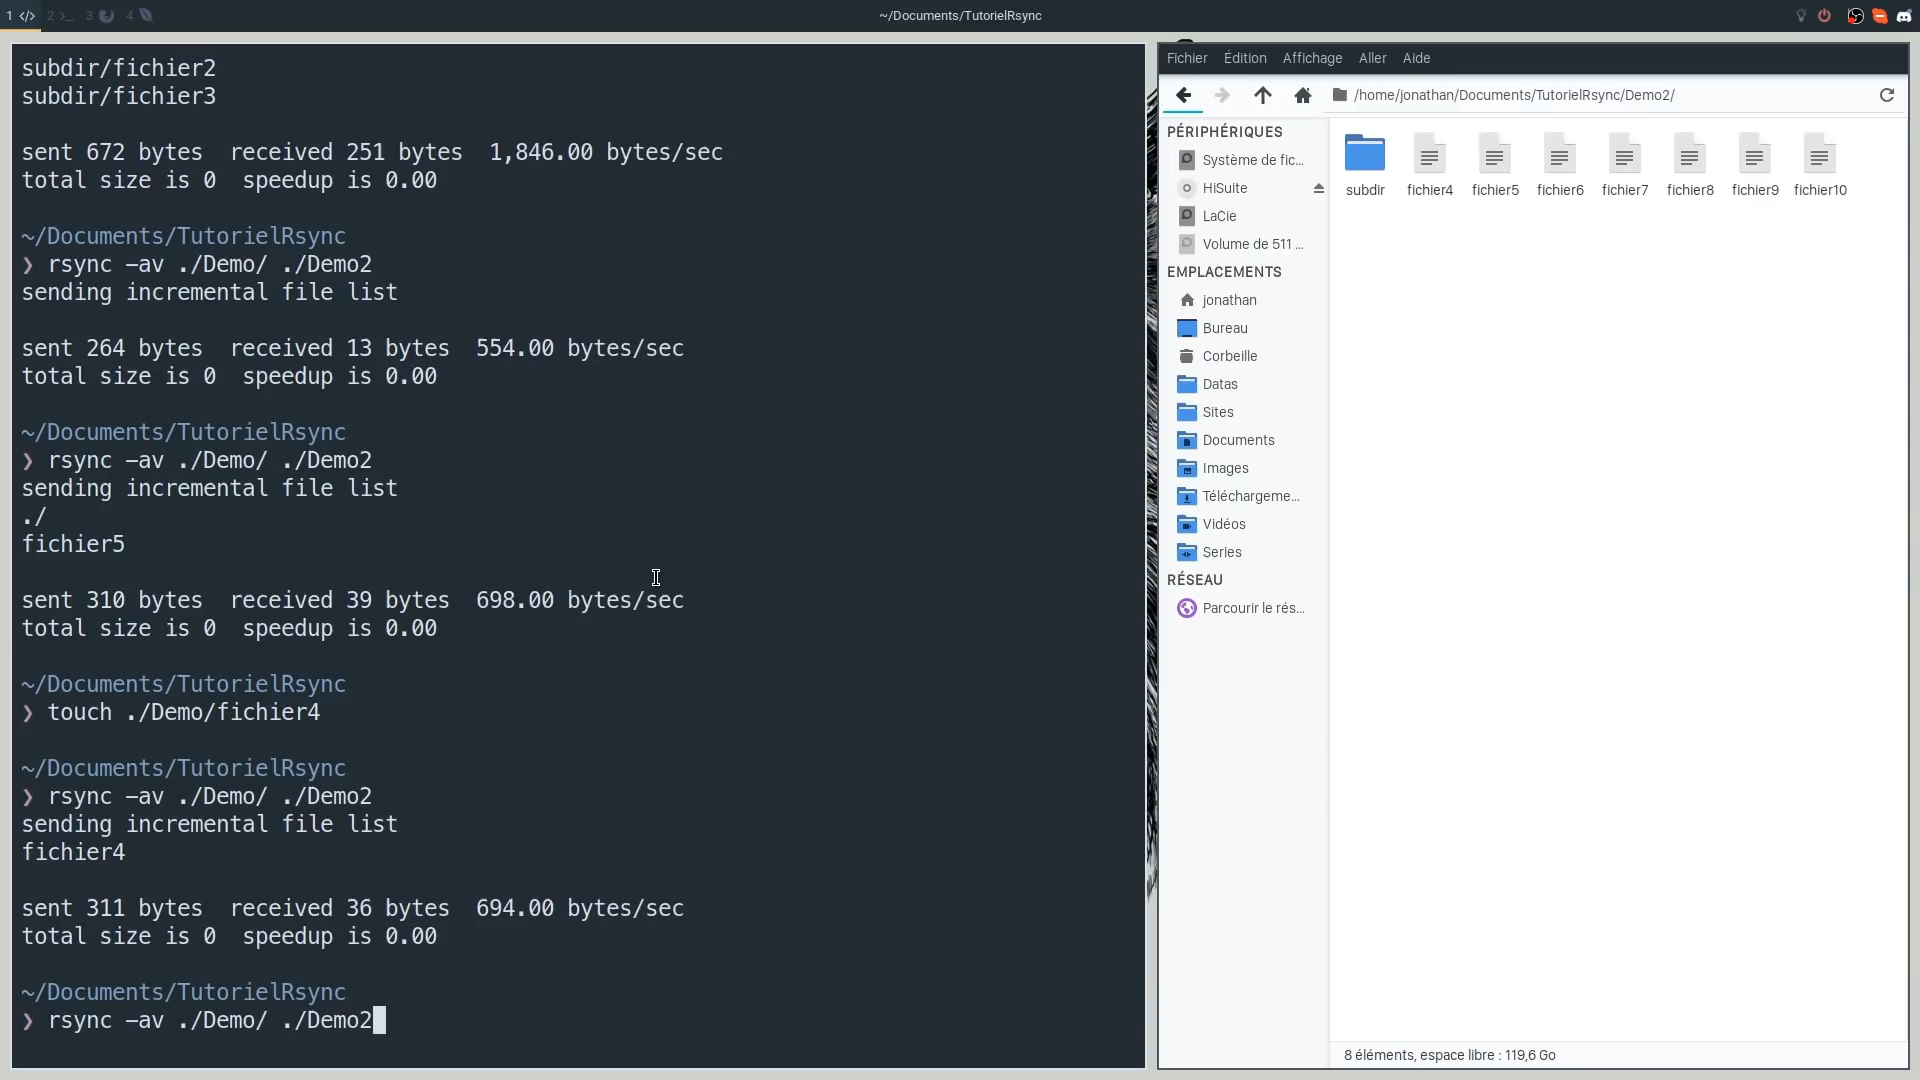 1 </>
2 >_
3
4
~/Documents/TutorielRsync
subdir/fichier2
subdir/fichier3
sent 672 bytes  received 251 bytes  1,846.00 bytes/sec
total size is 0  speedup is 0.00
~/Documents/TutorielRsync
❯ rsync -av ./Demo/ ./Demo2
sending incremental file list
sent 264 bytes  received 13 bytes  554.00 bytes/sec
total size is 0  speedup is 0.00
~/Documents/TutorielRsync
❯ rsync -av ./Demo/ ./Demo2
sending incremental file list
./
fichier5
sent 310 bytes  received 39 bytes  698.00 bytes/sec
total size is 0  speedup is 0.00
~/Documents/TutorielRsync
❯ touch ./Demo/fichier4
~/Documents/TutorielRsync
❯ rsync -av ./Demo/ ./Demo2
sending incremental file list
fichier4
sent 311 bytes  received 36 bytes  694.00 bytes/sec
total size is 0  speedup is 0.00
~/Documents/TutorielRsync
❯ rsync -av ./Demo/ ./Demo2
Fichier Édition Affichage Aller Aide
/home/jonathan/Documents/TutorielRsync/Demo2/
PÉRIPHÉRIQUES
Système de fic...
HiSuite
LaCie
Volume de 511 ...
EMPLACEMENTS
jonathan
Bureau
Corbeille
Datas
Sites
Documents
Images
Téléchargeme...
Vidéos
Series
RÉSEAU
Parcourir le rés...
subdir fichier4 fichier5 fichier6 fichier7 fichier8 fichier9 fichier10
8 éléments, espace libre : 119,6 Go